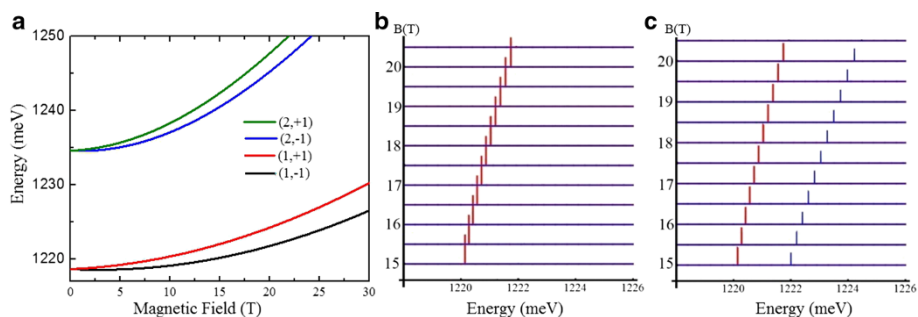 a
1250
1240
1230
1220
Energy (meV)
(2,+1)
(2,-1)
(1,+1)
(1,-1)
0 5 10 15 20 25 30
Magnetic Field (T)
b
B(T)
20
19
18
17
16
15
1220 1222 1224 1226
Energy (meV)
c
B(T)
20
19
18
17
16
15
1220 1222 1224 1226
Energy (meV)